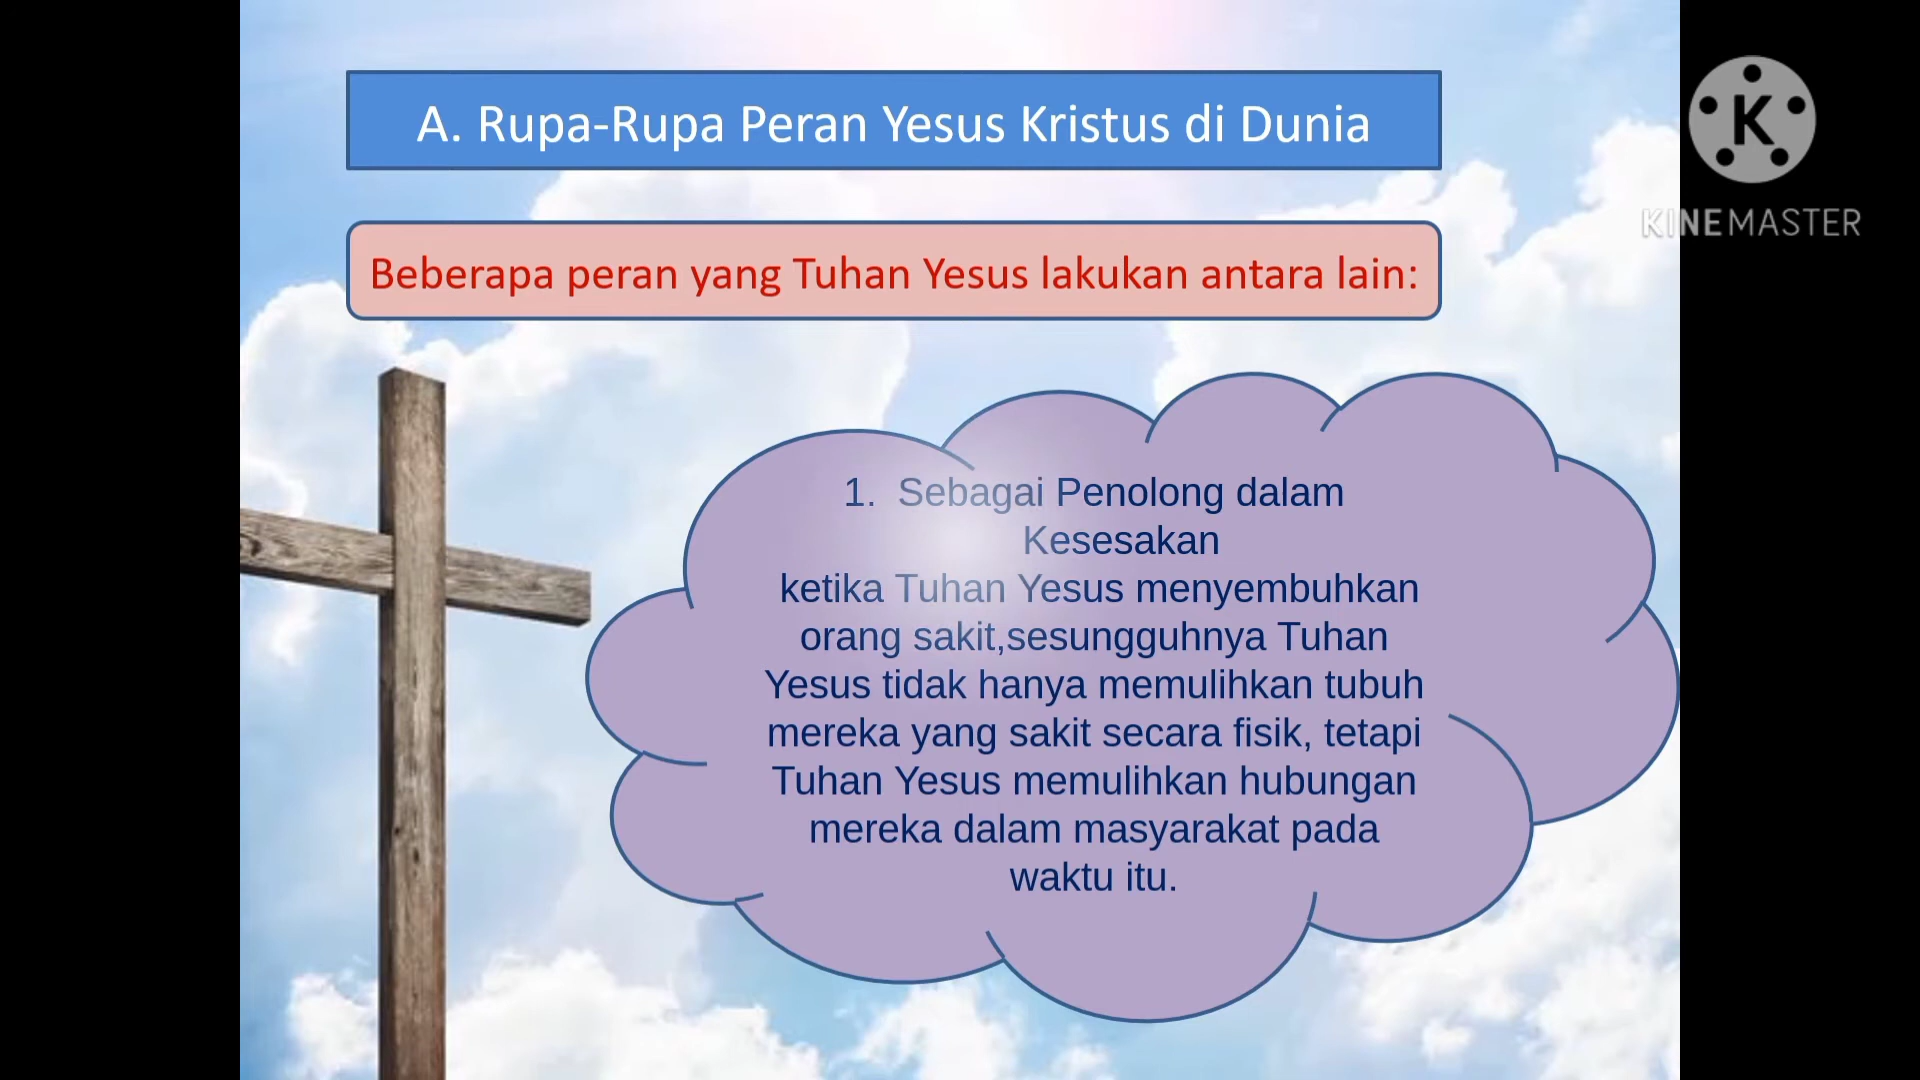 A. Rupa-Rupa Peran Yesus Kristus di Dunia
K
KINEMASTER
Beberapa peran yang Tuhan Yesus lakukan antara lain:
1. Sebagai Penolong dalam
Kesesakan
ketika Tuhan Yesus menyembuhkan
orang sakit,sesungguhnya Tuhan
Yesus tidak hanya memulihkan tubuh
mereka yang sakit secara fisik, tetapi
Tuhan Yesus memulihkan hubungan
mereka dalam masyarakat pada
waktu itu.